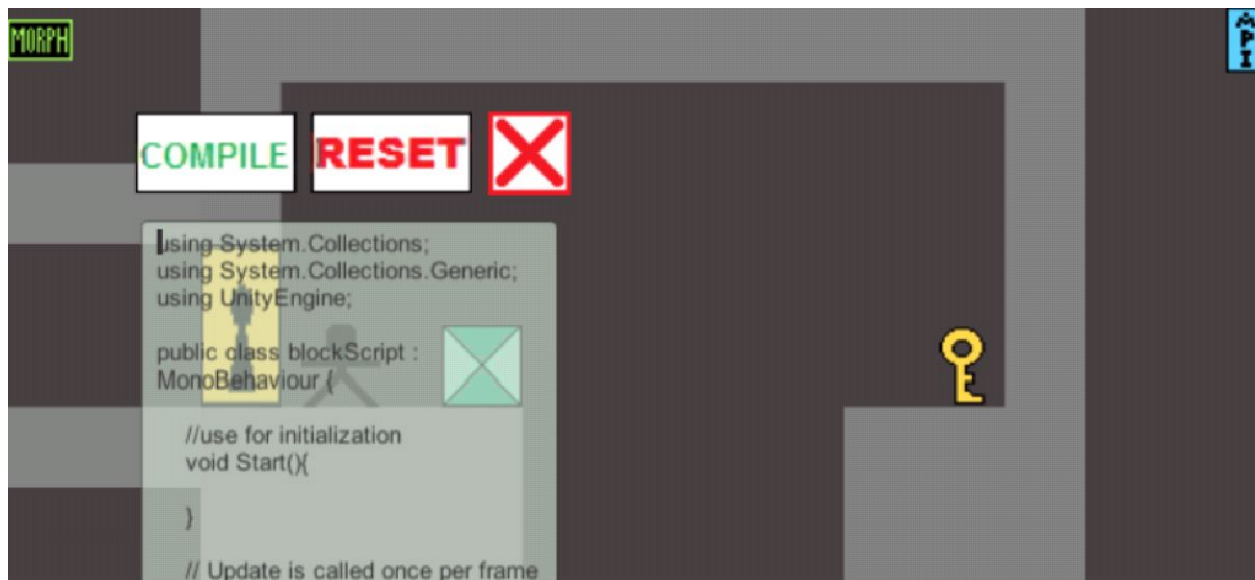 MORPH
API
COMPILE
RESET
using System.Collections;
using System.Collections.Generic;
using UnityEngine;
public class blockScript :
MonoBehaviour {
//use for initialization
void Start(){
}
// Update is called once per frame